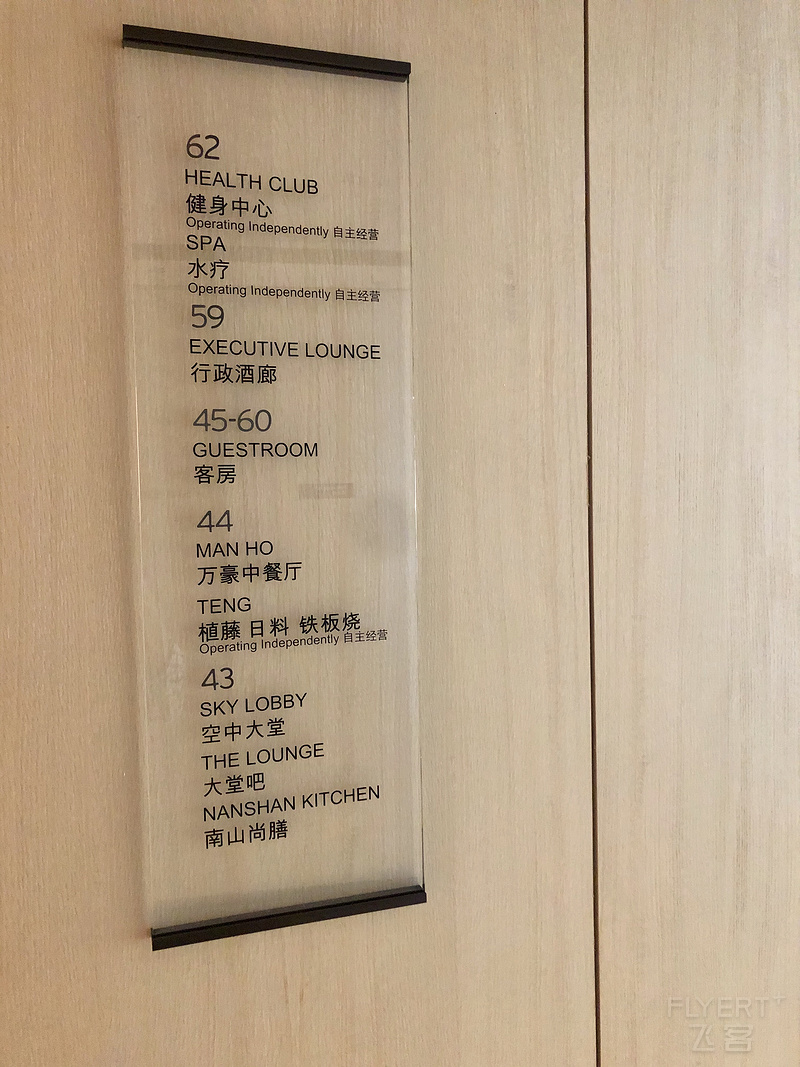 62
HEALTH CLUB
健身中心
Operating Independently 自主经营
SPA
水疗
Operating Independently 自主经营
59
EXECUTIVE LOUNGE
行政酒廊
45-60
GUESTROOM
客房
44
MAN HO
万豪中餐厅
TENG
植藤 日料 铁板烧
Operating Independently 自主经营
43
SKY LOBBY
空中大堂
THE LOUNGE
大堂吧
NANSHAN KITCHEN
南山尚膳
FLYERT+
飞客